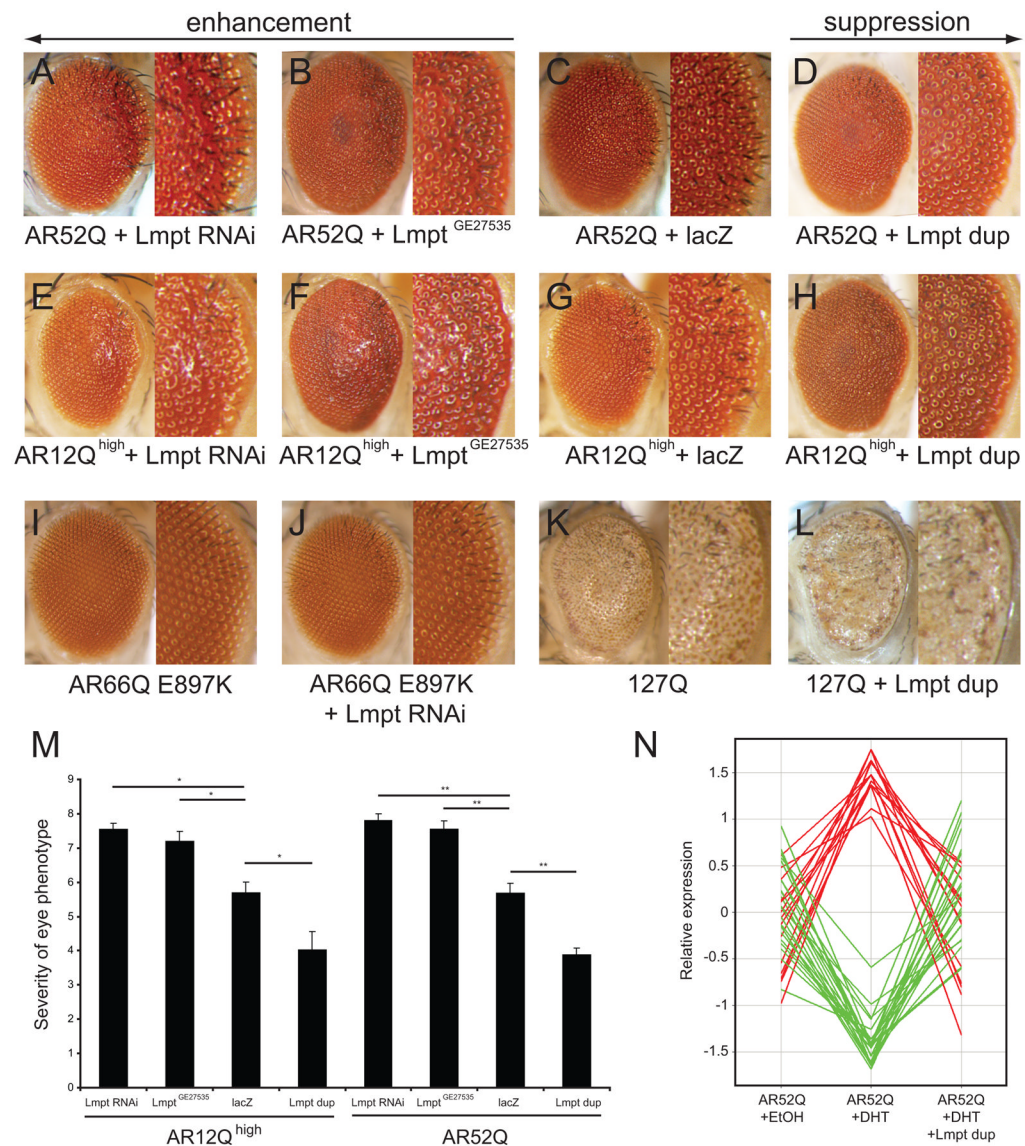 enhancement
suppression
A
B
C
D
AR52Q + Lmpt RNAi
AR52Q + Lmpt GE27535
AR52Q + lacZ
AR52Q + Lmpt dup
E
F
G
H
AR12Q high + Lmpt RNAi
AR12Q high + Lmpt GE27535
AR12Q high + lacZ
AR12Q high + Lmpt dup
I
J
K
L
AR66Q E897K
AR66Q E897K
+ Lmpt RNAi
127Q
127Q + Lmpt dup
M
Severity of eye phenotype
9
8
7
6
5
4
3
2
1
0
*
*
*
**
**
**
Lmpt RNAi
Lmpt GE27535
lacZ
Lmpt dup
Lmpt RNAi
Lmpt GE27535
lacZ
Lmpt dup
AR12Q high
AR52Q
N
Relative expression
1.5
1
0.5
0
-0.5
-1
-1.5
AR52Q
+EtOH
AR52Q
+DHT
AR52Q
+DHT
+Lmpt dup